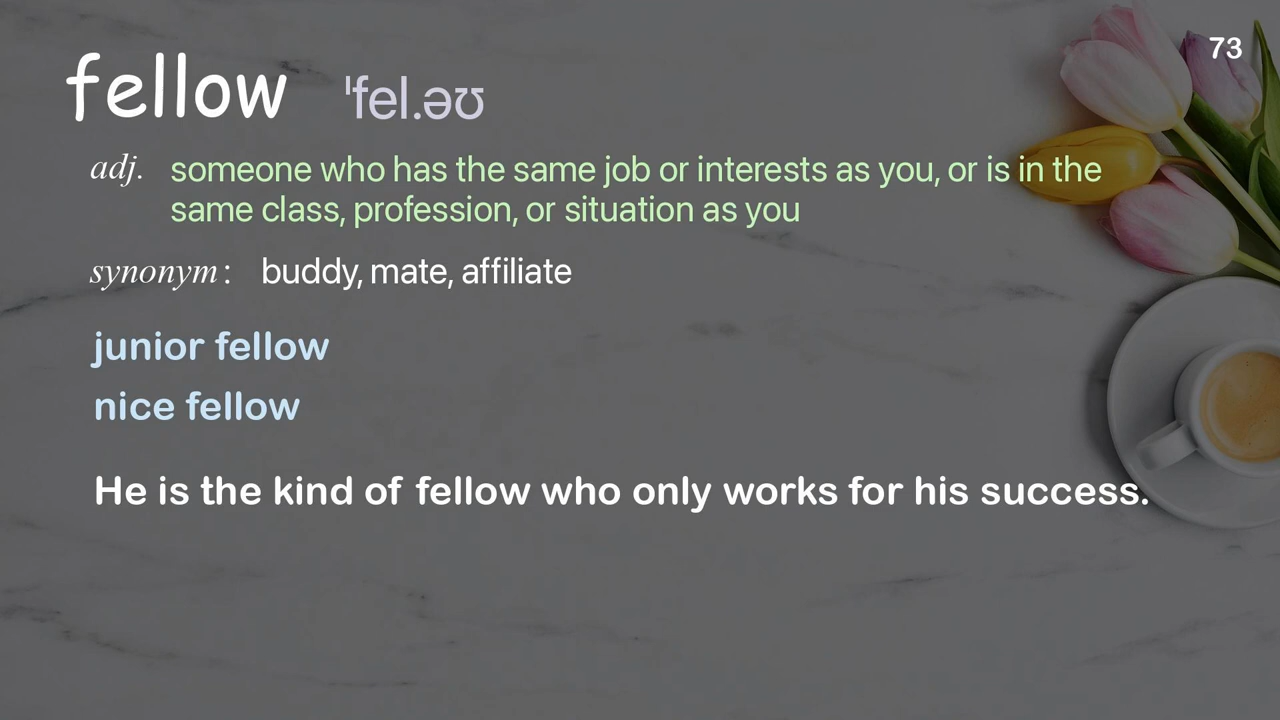 73
fellow ˈfel.əʊ
adj. someone who has the same job or interests as you, or is in the
same class, profession, or situation as you
synonym : buddy, mate, affiliate
junior fellow
nice fellow
He is the kind of fellow who only works for his success.